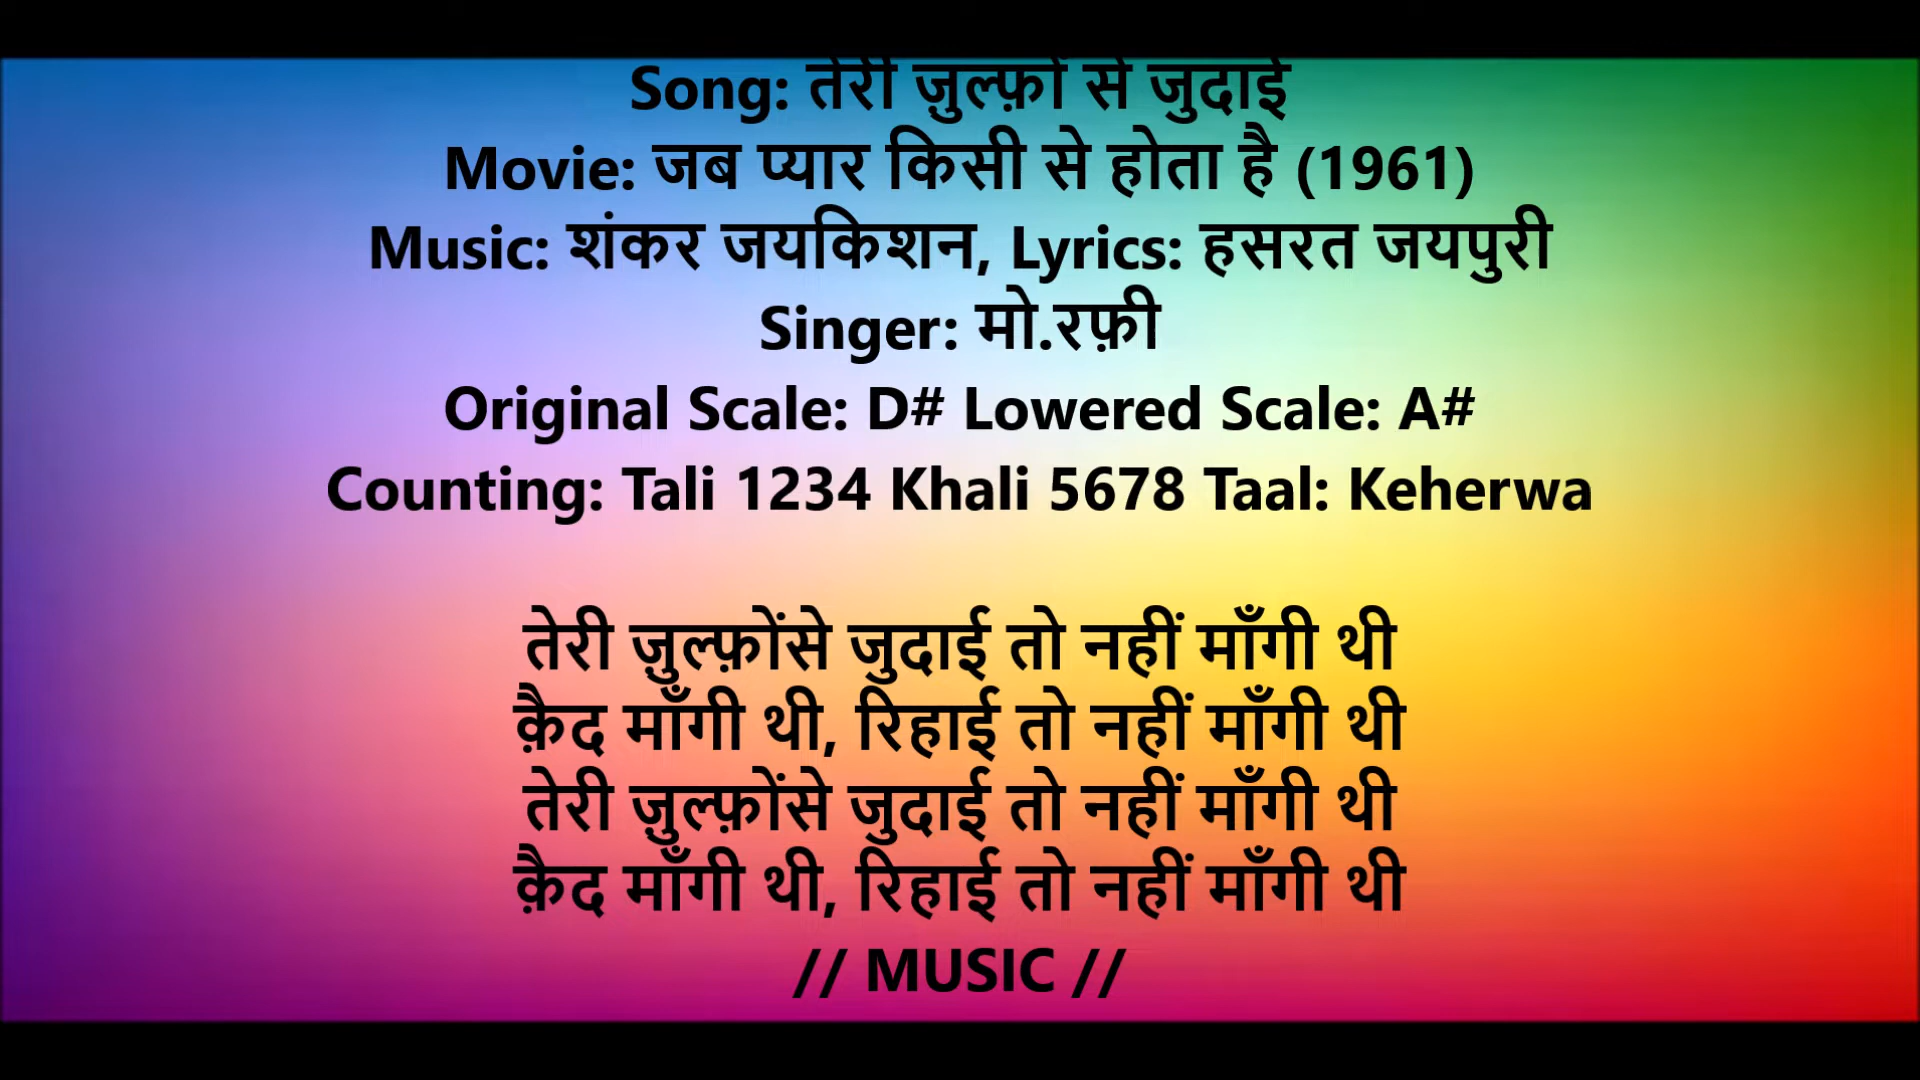 Song: तेरी ज़ुल्फ़ों से जुदाई
Movie: जब प्यार किसी से होता है (1961)
Music: शंकर जयकिशन, Lyrics: हसरत जयपुरी
Singer: मो.रफ़ी
Original Scale: D# Lowered Scale: A#
Counting: Tali 1234 Khali 5678 Taal: Keherwa
तेरी ज़ुल्फ़ोंसे जुदाई तो नहीं माँगी थी
क़ैद माँगी थी, रिहाई तो नहीं माँगी थी
तेरी ज़ुल्फ़ोंसे जुदाई तो नहीं माँगी थी
क़ैद माँगी थी, रिहाई तो नहीं माँगी थी
// MUSIC //